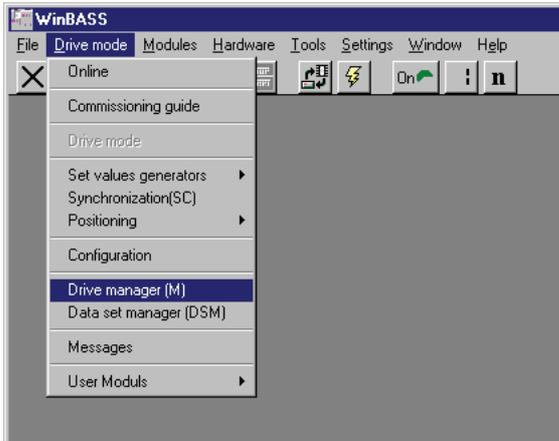 WinBASS
File Drive mode Modules Hardware Tools Settings Window Help
On n
Online
Commissioning guide
Drive mode
Set values generators
Synchronization(SC)
Positioning
Configuration
Drive manager (M)
Data set manager (DSM)
Messages
User Moduls